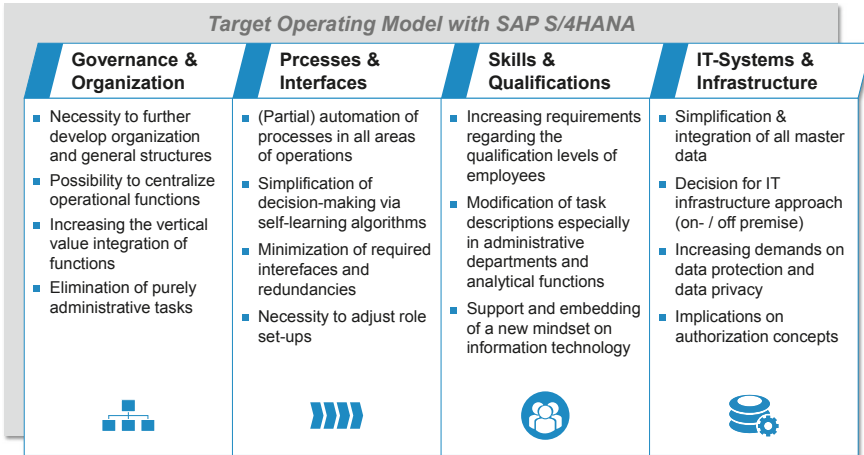 Target Operating Model with SAP S/4HANA
Governance &
Organization
Necessity to further
develop organization
and general structures
Possibility to centralize
operational functions
Increasing the vertical
value integration of
functions
Elimination of purely
administrative tasks
Prcesses &
Interfaces
(Partial) automation of
processes in all areas
of operations
Simplification of
decision-making via
self-learning algorithms
Minimization of required
interefaces and
redundancies
Necessity to adjust role
set-ups
Skills &
Qualifications
Increasing requirements
regarding the
qualification levels of
employees
Modification of task
descriptions especially
in administrative
departments and
analytical functions
Support and embedding
of a new mindset on
information technology
IT-Systems &
Infrastructure
Simplification &
integration of all master
data
Decision for IT
infrastructure approach
(on- / off premise)
Increasing demands on
data protection and
data privacy
Implications on
authorization concepts